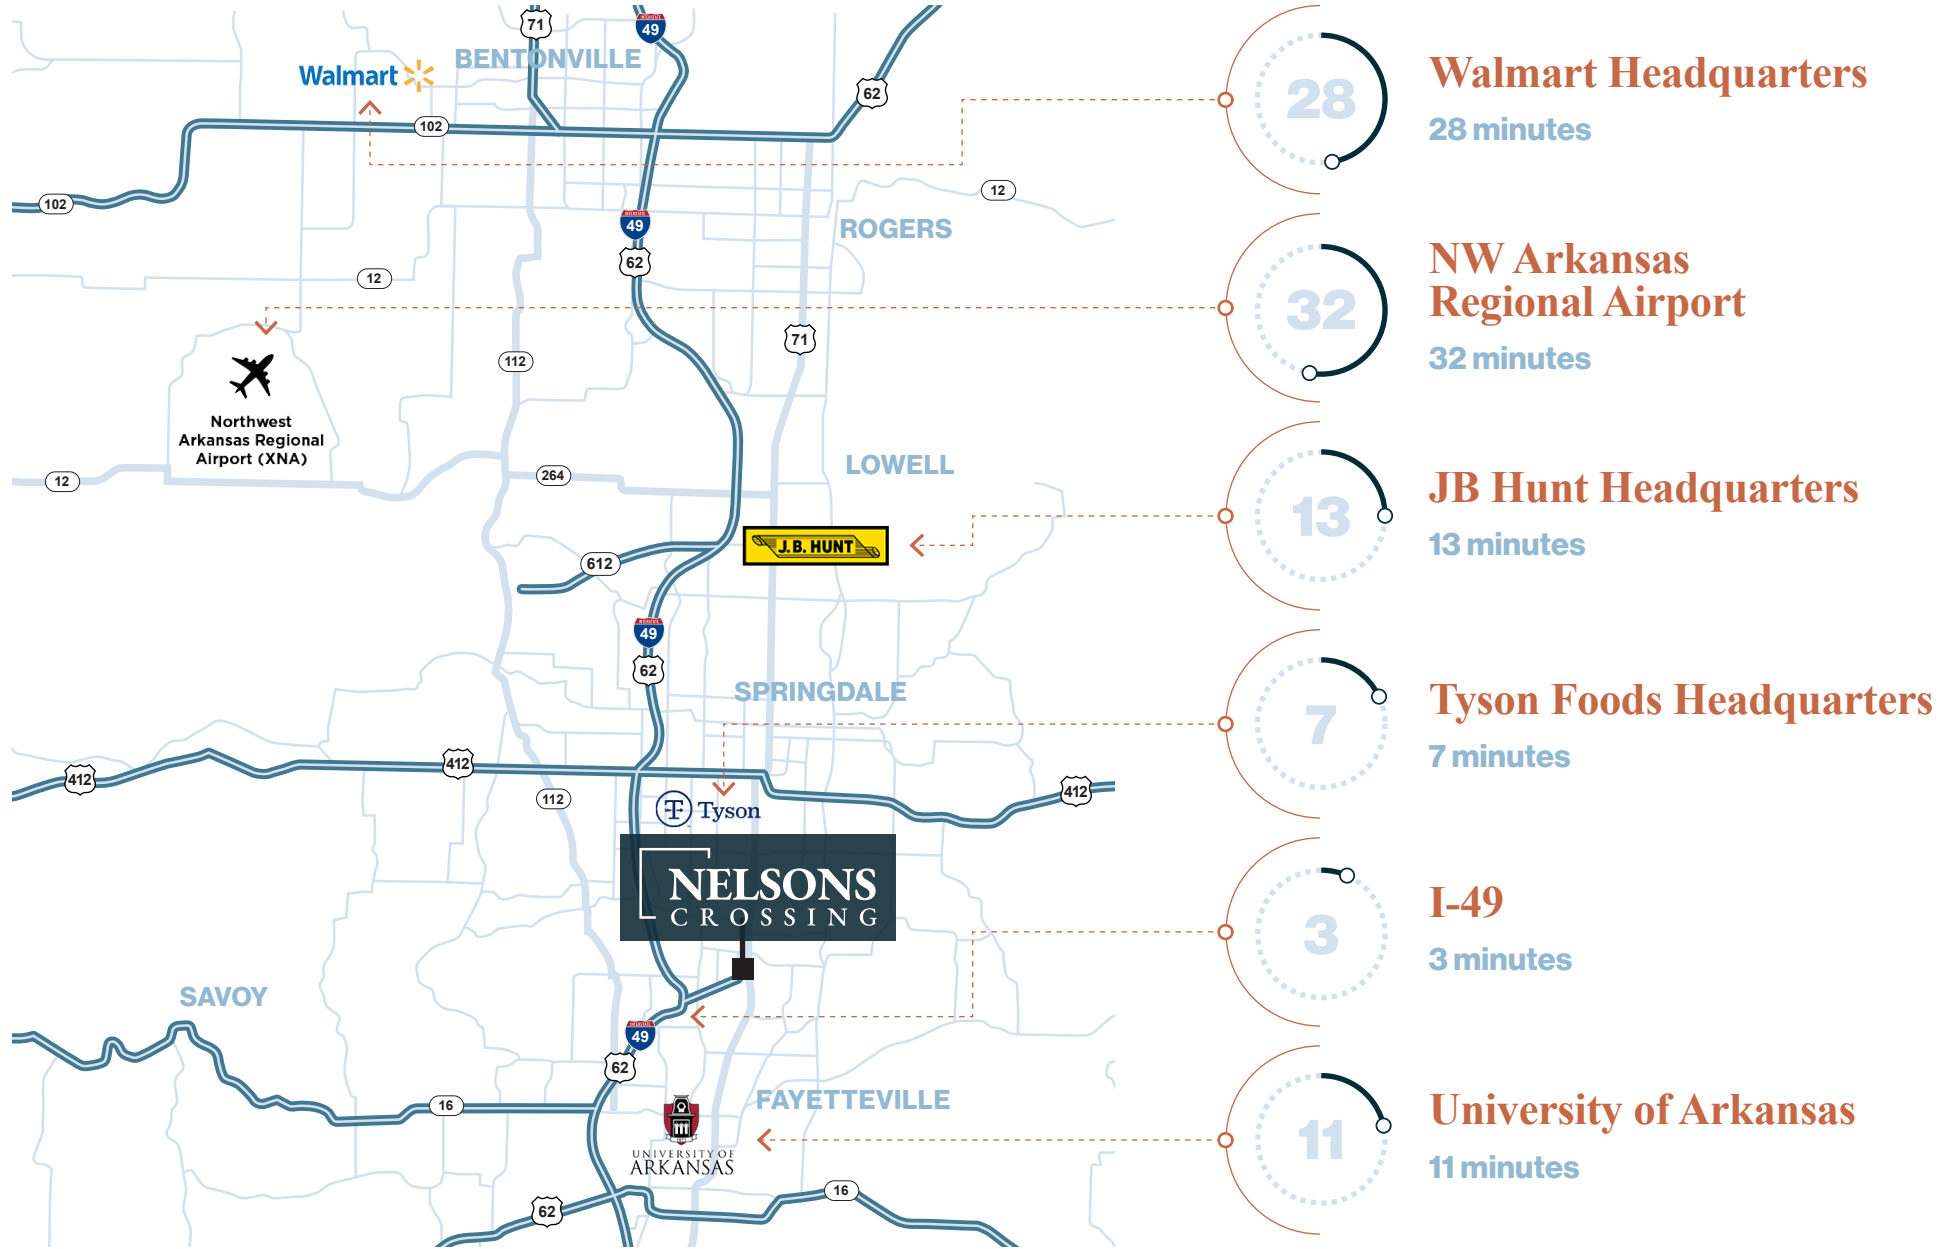 71
49
BENTONVILLE
Walmart
62
102
102
12
49
ROGERS
62
12
71
112
Northwest
Arkansas Regional
Airport (XNA)
LOWELL
12
264
J.B. HUNT
612
49
62
SPRINGDALE
412
412
412
112
Tyson
NELSONS
CROSSING
SAVOY
49
62
16
FAYETTEVILLE
UNIVERSITY OF
ARKANSAS
16
62
28
Walmart Headquarters
28 minutes
32
NW Arkansas
Regional Airport
32 minutes
13
JB Hunt Headquarters
13 minutes
7
Tyson Foods Headquarters
7 minutes
3
I-49
3 minutes
11
University of Arkansas
11 minutes